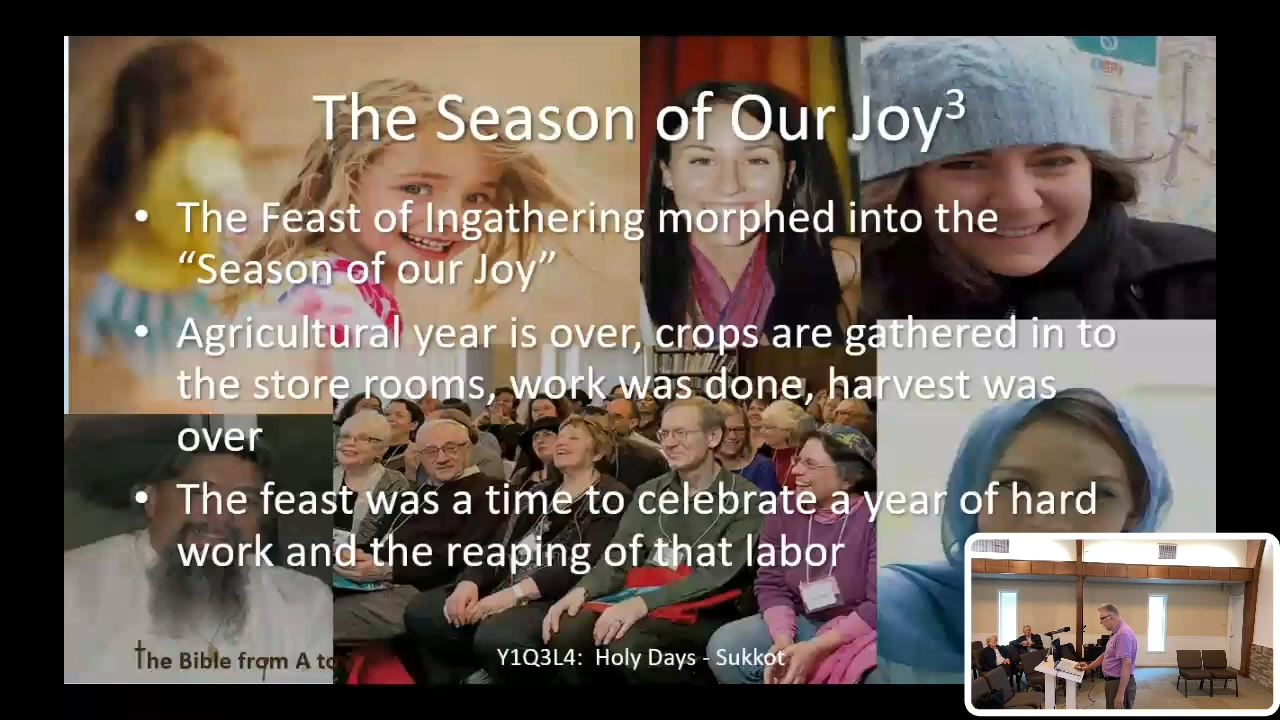 The Season of Our Joy³
• The Feast of Ingathering morphed into the
“Season of our Joy”
• Agricultural year is over, crops are gathered in to
the store rooms, work was done, harvest was
over
• The feast was a time to celebrate a year of hard
work and the reaping of that labor
the Bible from A to
Y1Q3L4: Holy Days - Sukkot